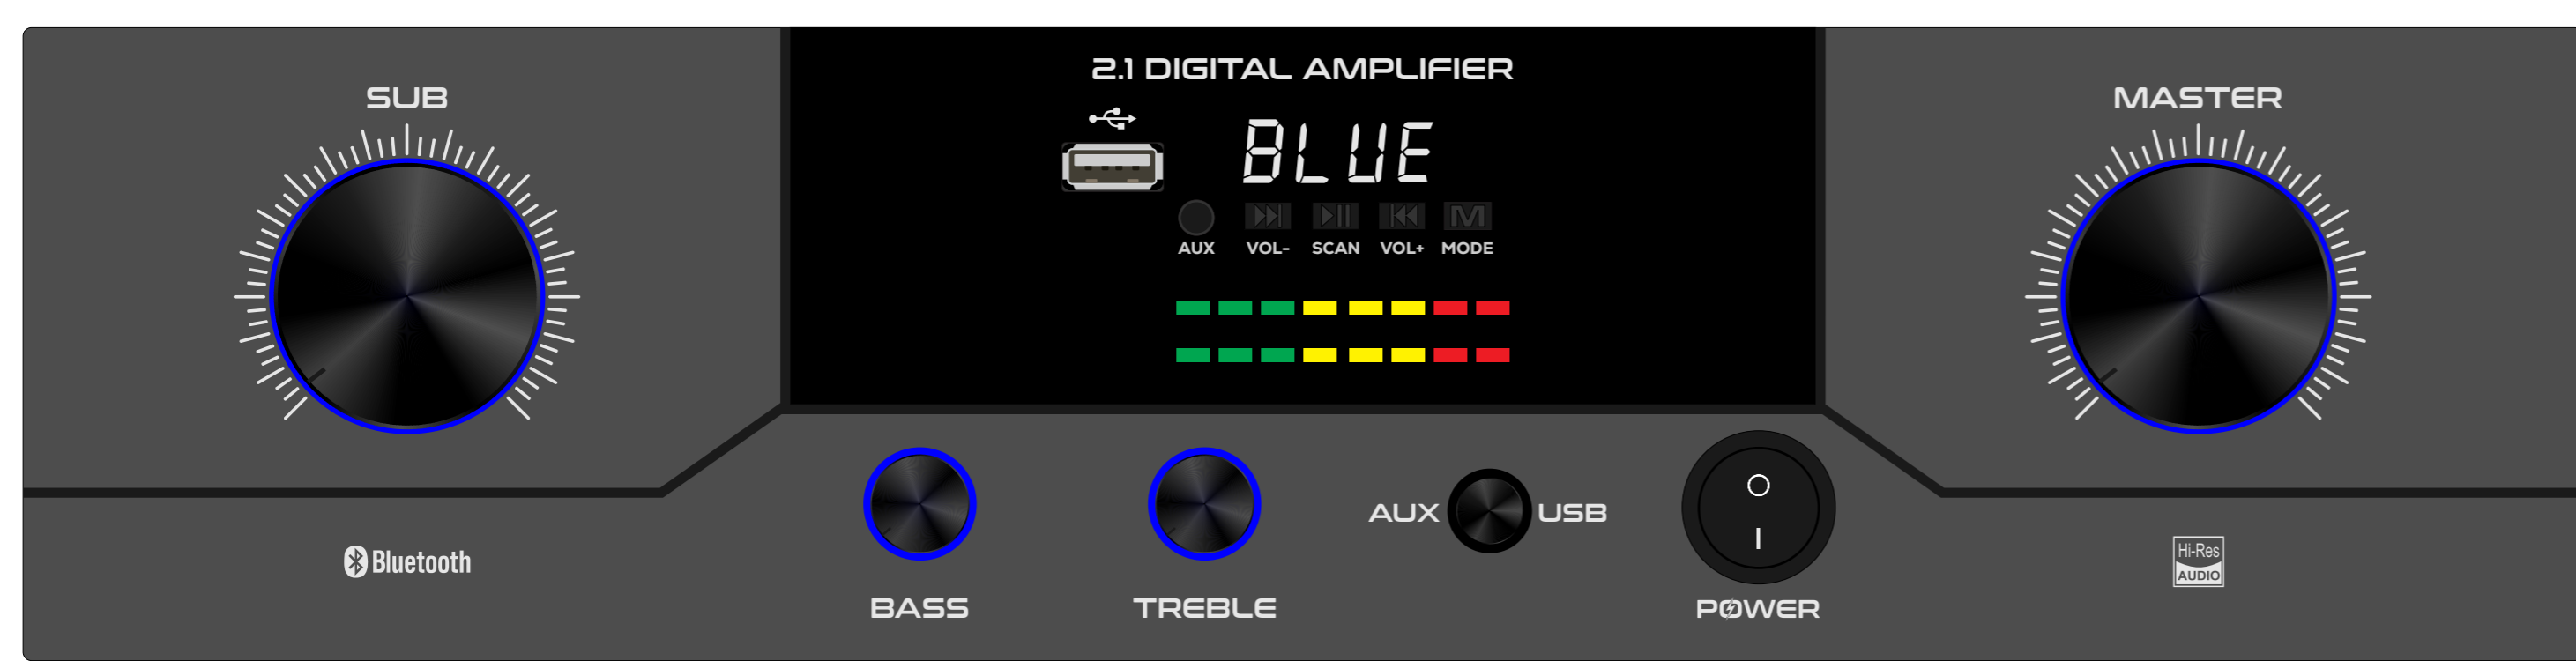 2.1 DIGITAL AMPLIFIER
SUB
MASTER
BLUE
M
AUX VOL- SCAN VOL+ MODE
AUX USB
Bluetooth
Hi-Res
AUDIO
BASS
TREBLE
POWER